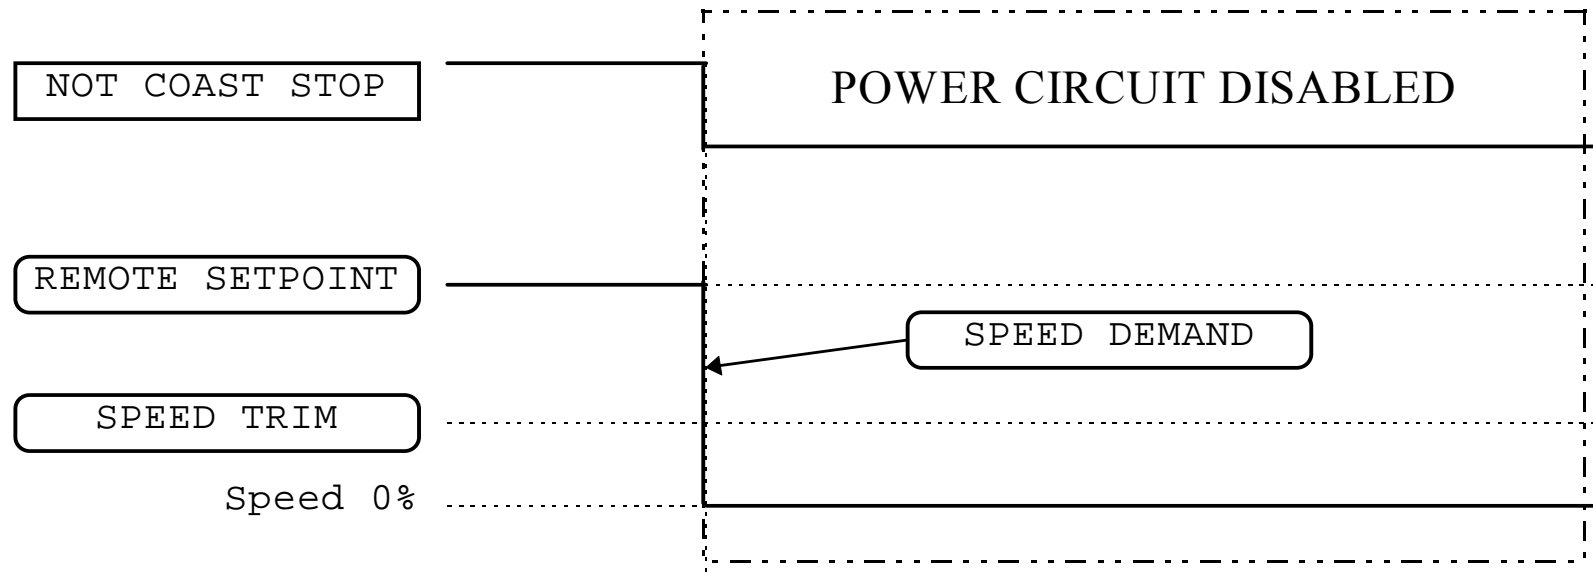 NOT COAST STOP
POWER CIRCUIT DISABLED
REMOTE SETPOINT
SPEED DEMAND
SPEED TRIM
Speed 0%